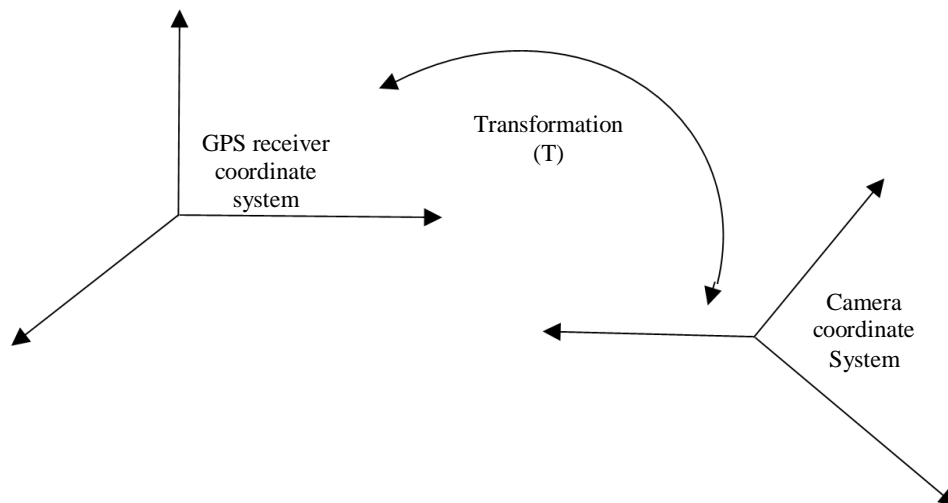 GPS receiver
coordinate
system
Transformation
(T)
Camera
coordinate
System